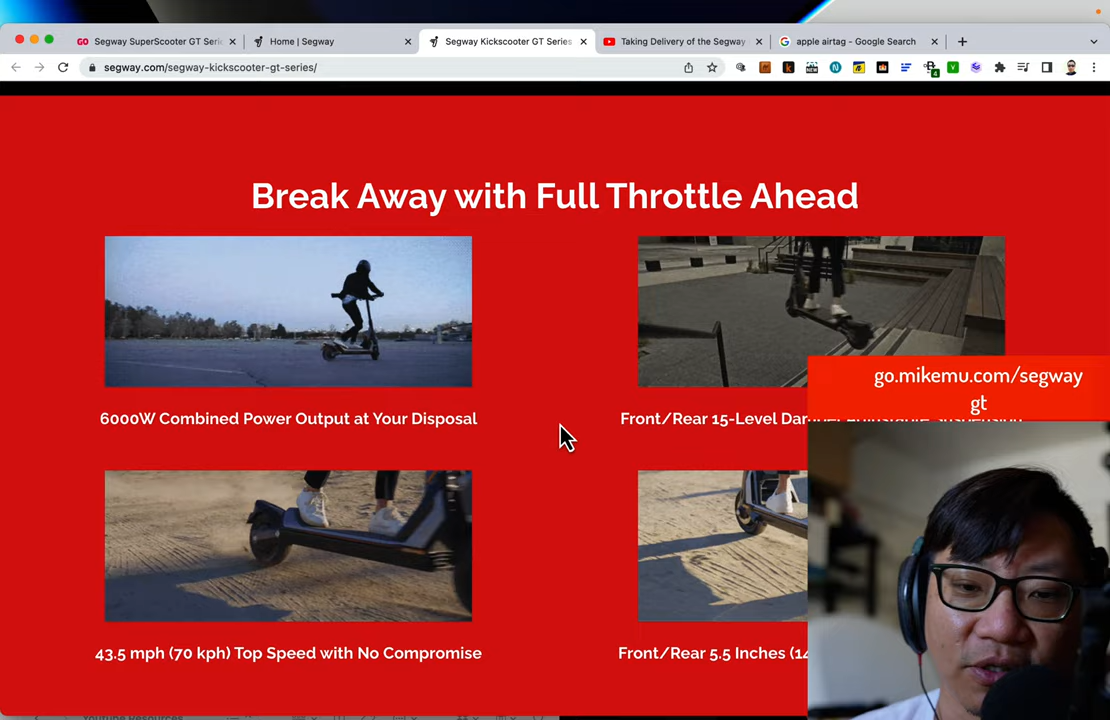 Segway SuperScooter GT Seri
Home | Segway
Segway Kickscooter GT Series
Taking Delivery of the Segway
apple airtag - Google Search
segway.com/segway-kickscooter-gt-series/
Break Away with Full Throttle Ahead
go.mikemu.com/segway
gt
6000W Combined Power Output at Your Disposal
Front/Rear 15-Level
43.5 mph (70 kph) Top Speed with No Compromise
Front/Rear 5.5 Inches (14
Youtube Resources